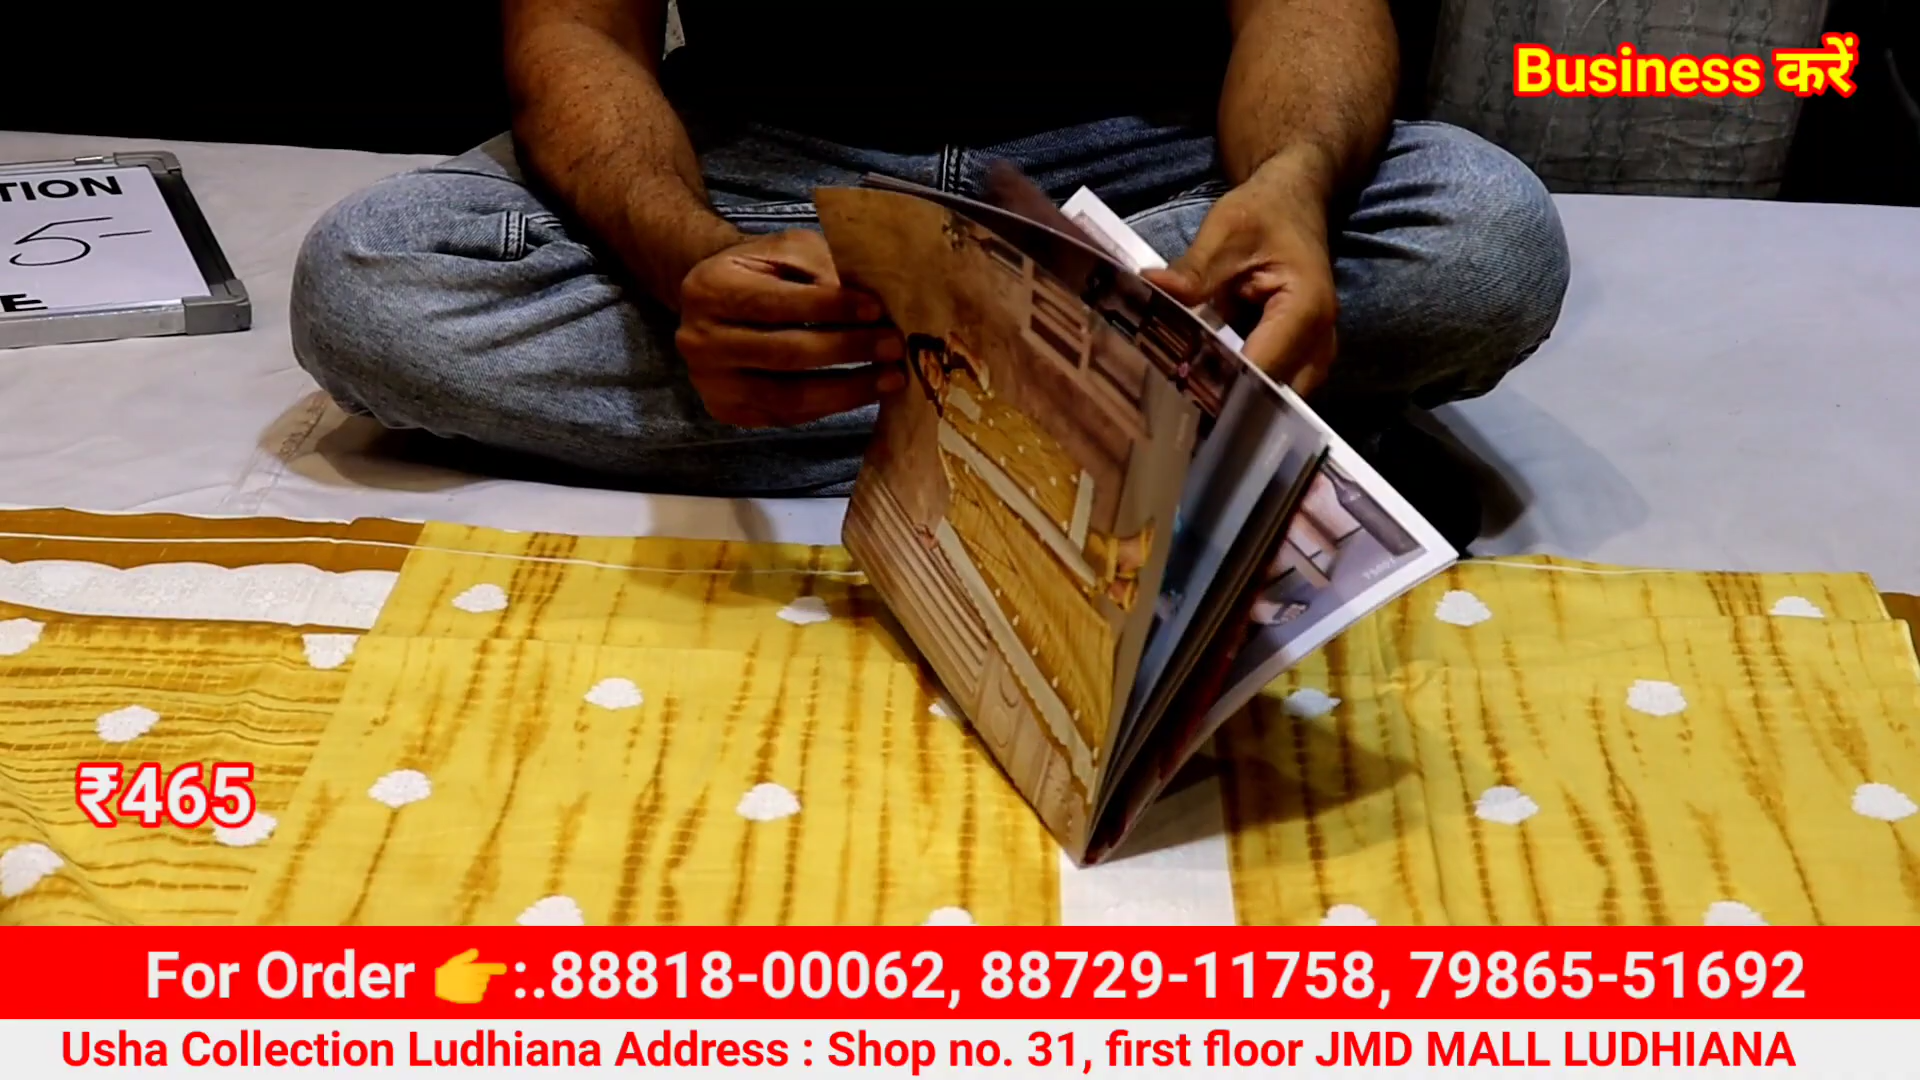 Business करें
TION
5-
E
₹465
For Order 👉:.88818-00062, 88729-11758, 79865-51692
Usha Collection Ludhiana Address : Shop no. 31, first floor JMD MALL LUDHIANA